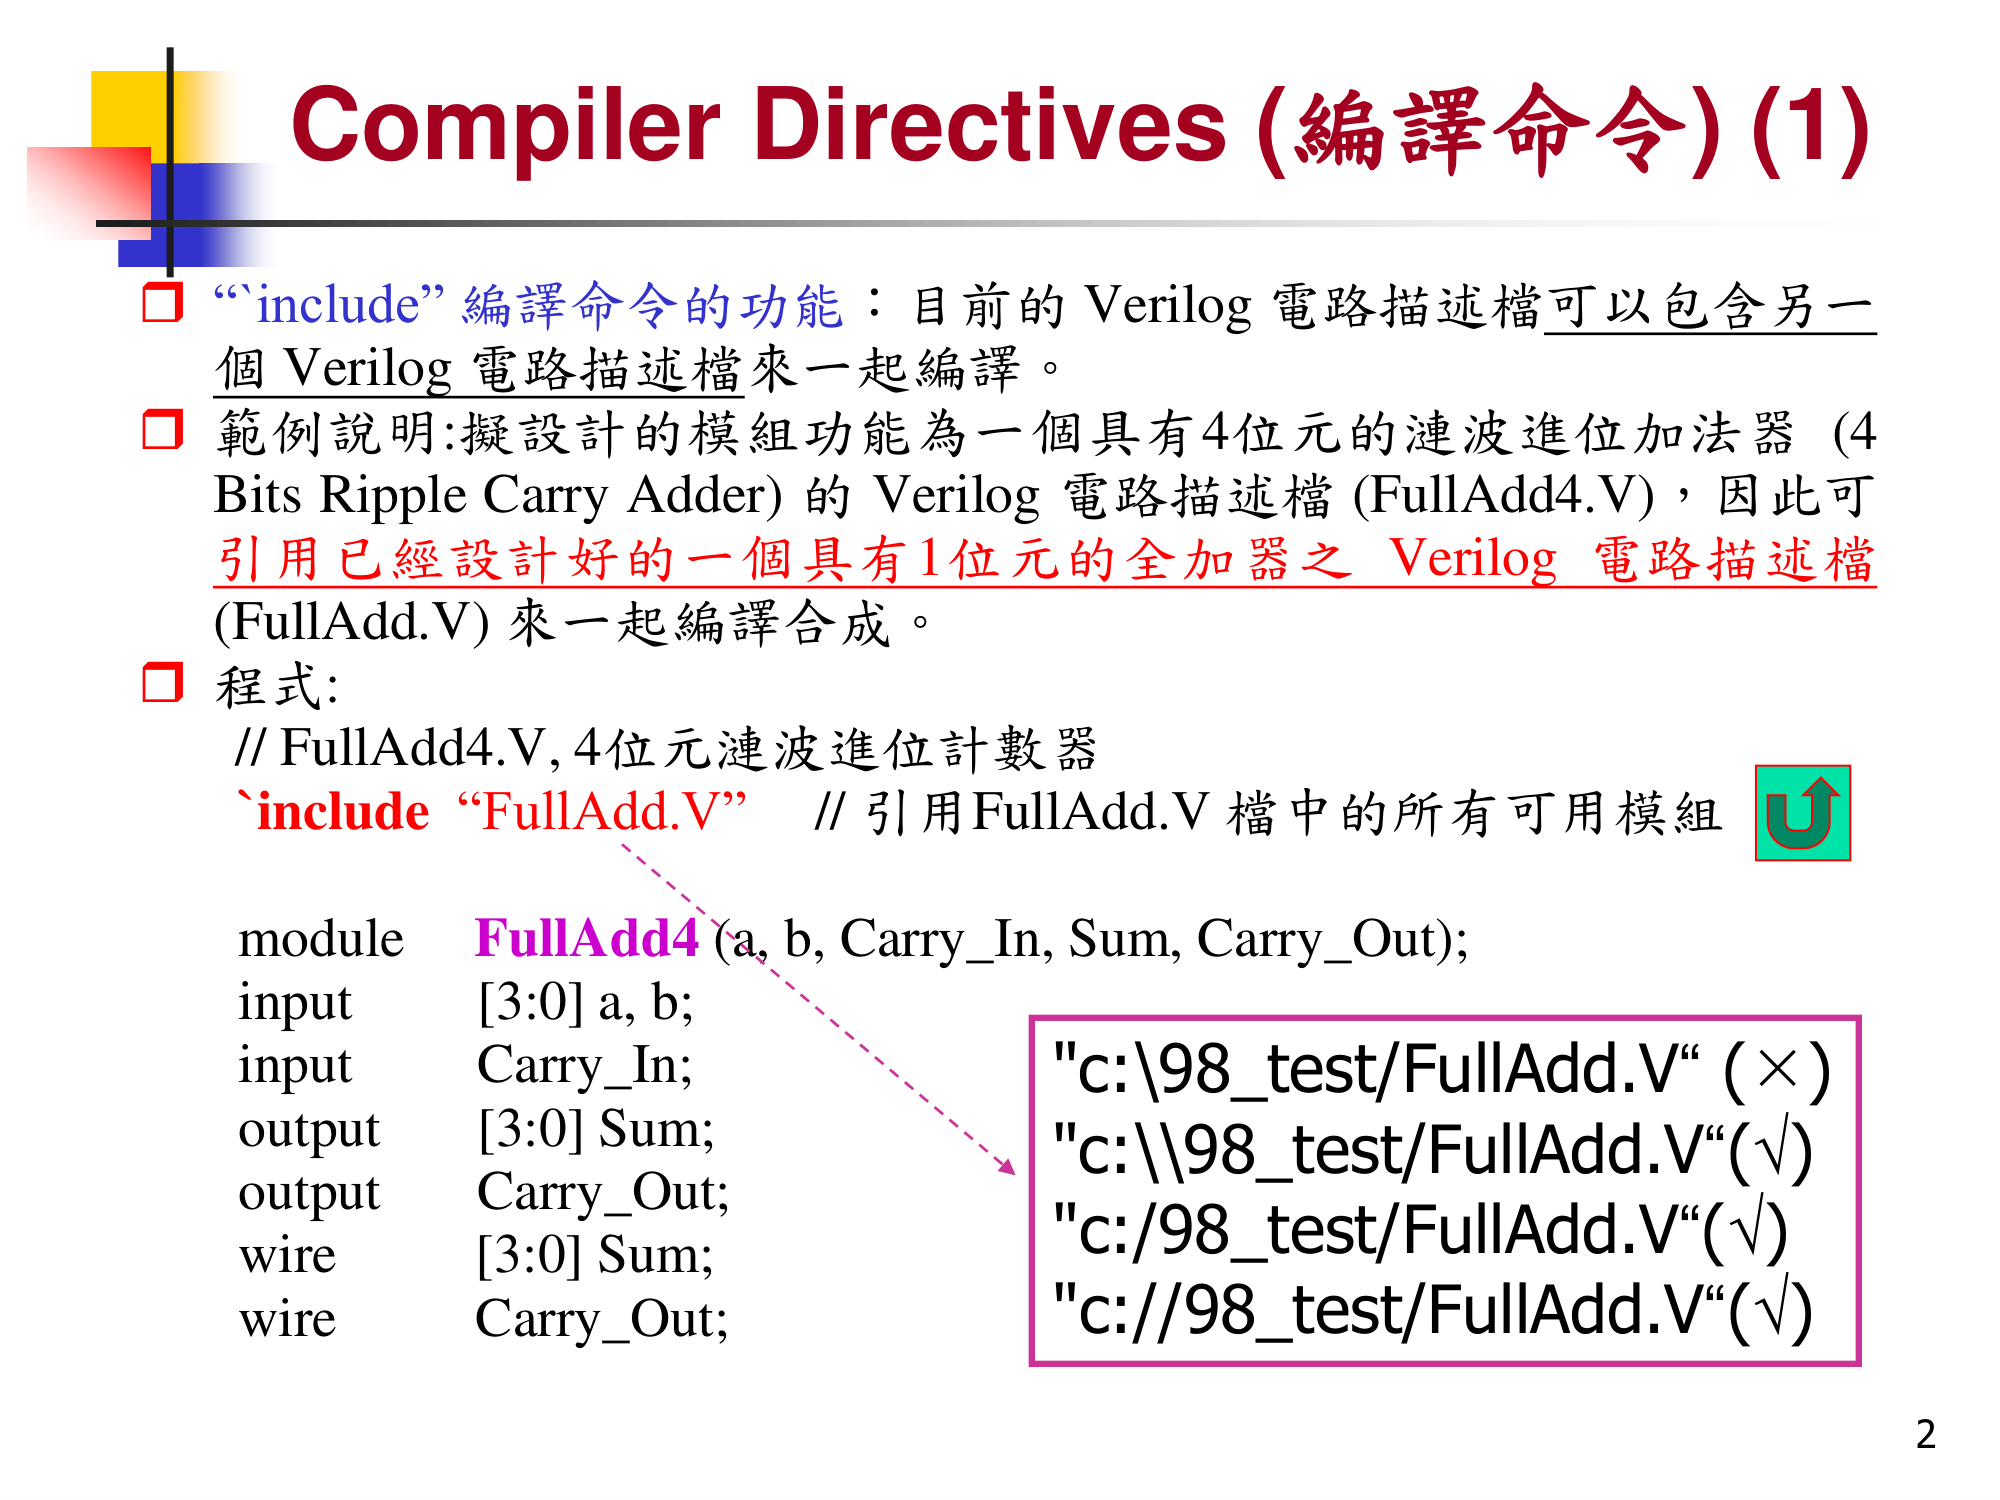 Compiler Directives (編譯命令) (1)
“`include” 編譯命令的功能：目前的 Verilog 電路描述檔可以包含另一
個 Verilog 電路描述檔來一起編譯。
範例說明:擬設計的模組功能為一個具有4位元的漣波進位加法器 (4
Bits Ripple Carry Adder) 的 Verilog 電路描述檔 (FullAdd4.V)，因此可
引用已經設計好的一個具有1位元的全加器之 Verilog 電路描述檔
(FullAdd.V) 來一起編譯合成。
程式:
// FullAdd4.V, 4位元漣波進位計數器
`include “FullAdd.V” // 引用FullAdd.V 檔中的所有可用模組
module FullAdd4 (a, b, Carry_In, Sum, Carry_Out);
input [3:0] a, b;
input Carry_In;
output [3:0] Sum;
output Carry_Out;
wire [3:0] Sum;
wire Carry_Out;
"c:\98_test/FullAdd.V“ (×)
"c:\\98_test/FullAdd.V“(√)
"c:/98_test/FullAdd.V“(√)
"c://98_test/FullAdd.V“(√)
2